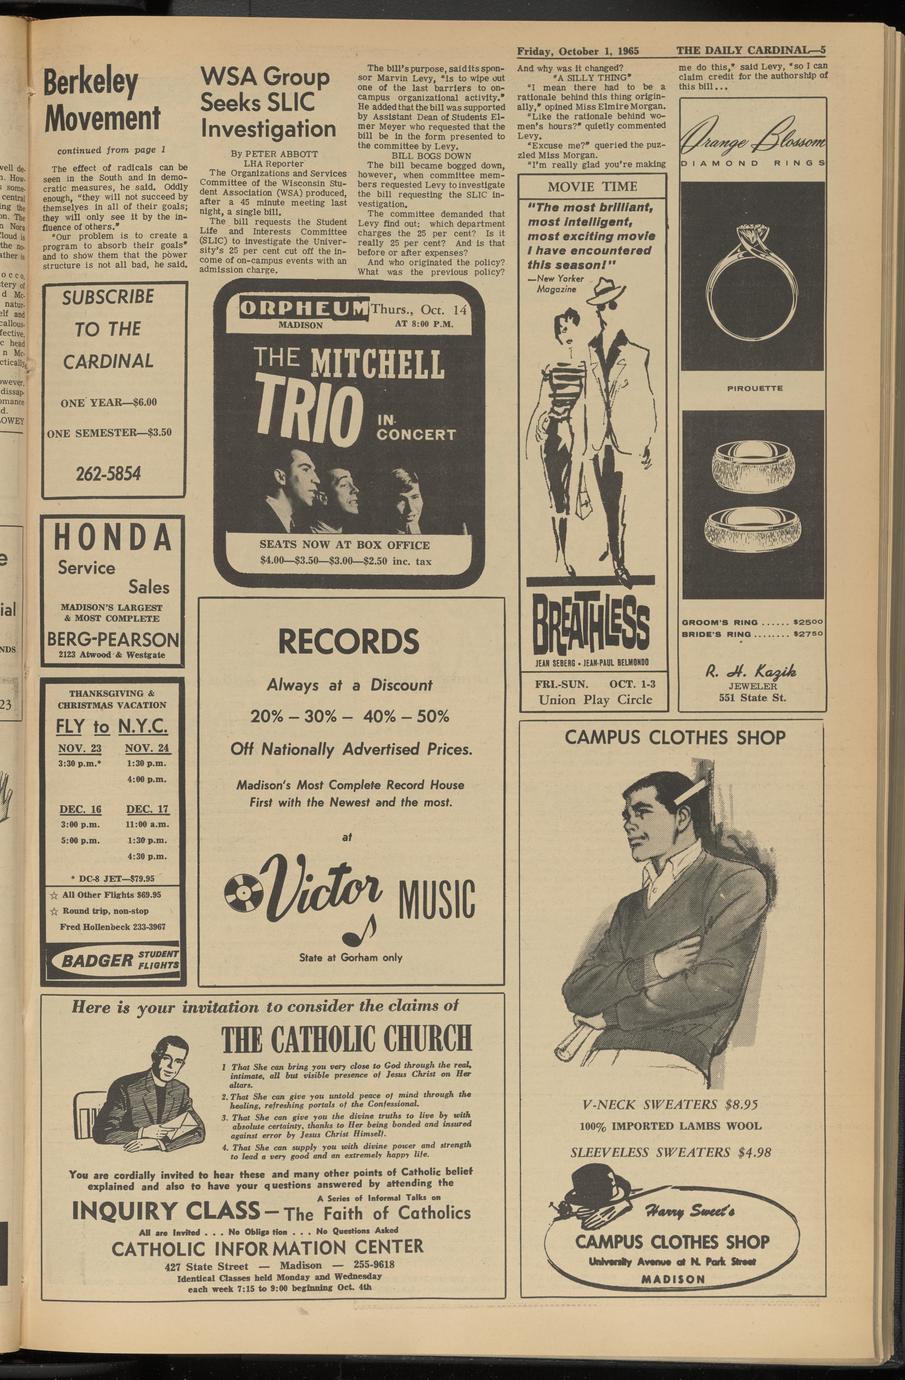 Friday, October 1, 1965
THE DAILY CARDINAL—5
Berkeley
Movement
continued from page 1
The effect of radicals can be
seen in the South and in demo-
cratic measures, he said. Oddly
enough, "they will not succeed by
themselves in all of their goals;
they will only see it by the in-
fluence of others."
"Our problem is to create a
program to absorb their goals"
and to show them that the power
structure is not all bad, he said.
WSA Group
Seeks SLIC
Investigation
By PETER ABBOTT
LHA Reporter
The Organizations and Services
Committee of the Wisconsin Stu-
dent Association (WSA) produced,
after a 45 minute meeting last
night, a single bill.
The bill requests the Student
Life and Interests Committee
(SLIC) to investigate the Univer-
sity's 25 per cent cut off the in-
come of on-campus events with an
admission charge.
The bill's purpose, said its spon-
sor Marvin Levy, "is to wipe out
one of the last barriers to on-
campus organizational activity."
He added that the bill was supported
by Assistant Dean of Students El-
mer Meyer who requested that the
bill be in the form presented to
the committee by Levy.
BILL BOGS DOWN
The bill became bogged down,
however, when committee mem-
bers requested Levy to investigate
the bill requesting the SLIC in-
vestigation.
The committee demanded that
Levy find out; which department
charges the 25 per cent? Is it
really 25 per cent? And is that
before or after expenses?
And who originated the policy?
What was the previous policy?
And why was it changed?
"A SILLY THING"
"I mean there had to be a
rationale behind this thing origin-
ally," opined Miss Elmire Morgan.
"Like the rationale behind wo-
men's hours?" quietly commented
Levy.
"Excuse me?" queried the puz-
zled Miss Morgan.
"I'm really glad you're making
me do this," said Levy, "so I can
claim credit for the authorship of
this bill...
SUBSCRIBE
TO THE
CARDINAL
ONE YEAR—$6.00
ONE SEMESTER—$3.50
262-5854
HONDA
Service
Sales
MADISON'S LARGEST
& MOST COMPLETE
BERG-PEARSON
2123 Atwood & Westgate
THANKSGIVING &
CHRISTMAS VACATION
FLY to N.Y.C.
NOV. 23 NOV. 24
3:30 p.m.* 1:30 p.m.
4:00 p.m.
DEC. 16 DEC. 17
3:00 p.m. 11:00 a.m.
5:00 p.m. 1:30 p.m.
4:30 p.m.
* DC-8 JET—$79.95
☆ All Other Flights $69.95
☆ Round trip, non-stop
Fred Hollenbeck 233-3967
BADGER STUDENT
FLIGHTS
ORPHEUM
MADISON
Thurs., Oct. 14
AT 8:00 P.M.
THE MITCHELL
TRIO
IN
CONCERT
SEATS NOW AT BOX OFFICE
$4.00—$3.50—$3.00—$2.50 inc. tax
RECORDS
Always at a Discount
20% – 30% – 40% – 50%
Off Nationally Advertised Prices.
Madison's Most Complete Record House
First with the Newest and the most.
at
Victor MUSIC
State at Gorham only
MOVIE TIME
"The most brilliant,
most intelligent,
most exciting movie
I have encountered
this season!"
—New Yorker
Magazine
BREATHLESS
JEAN SEBERG • JEAN-PAUL BELMONDO
FRI.-SUN. OCT. 1-3
Union Play Circle
Orange Blossom
DIAMOND RINGS
PIROUETTE
GROOM'S RING ...... $2500
BRIDE'S RING ........ $2750
R. H. Kazik
JEWELER
551 State St.
Here is your invitation to consider the claims of
THE CATHOLIC CHURCH
1 That She can bring you very close to God through the real,
intimate, all but visible presence of Jesus Christ on Her
altars.
2. That She can give you untold peace of mind through the
healing, refreshing portals of the Confessional.
3. That She can give you the divine truths to live by with
absolute certainty, thanks to Her being bonded and insured
against error by Jesus Christ Himself.
4. That She can supply you with divine power and strength
to lead a very good and an extremely happy life.
You are cordially invited to hear these and many other points of Catholic belief
explained and also to have your questions answered by attending the
INQUIRY CLASS — A Series of Informal Talks on
The Faith of Catholics
All are Invited . . . No Obligation . . . No Questions Asked
CATHOLIC INFORMATION CENTER
427 State Street — Madison — 255-9618
Identical Classes held Monday and Wednesday
each week 7:15 to 9:00 beginning Oct. 4th
CAMPUS CLOTHES SHOP
V-NECK SWEATERS $8.95
100% IMPORTED LAMBS WOOL
SLEEVELESS SWEATERS $4.98
Harry Sweet's
CAMPUS CLOTHES SHOP
University Avenue at N. Park Street
MADISON